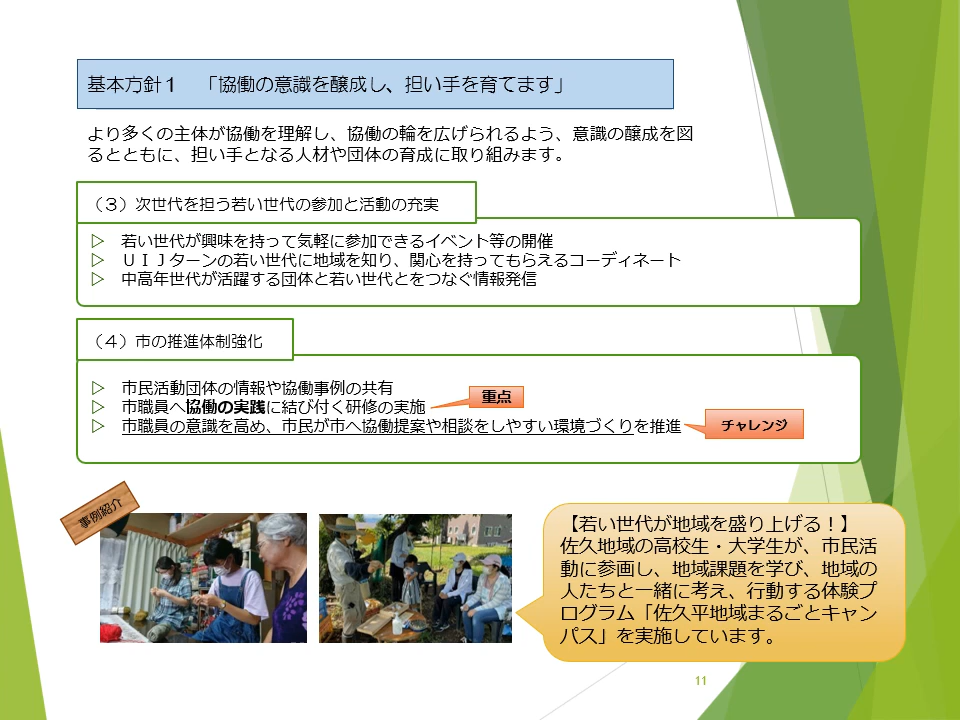 基本方針１　「協働の意識を醸成し、担い手を育てます」
より多くの主体が協働を理解し、協働の輪を広げられるよう、意識の醸成を図
るとともに、担い手となる人材や団体の育成に取り組みます。
（３）次世代を担う若い世代の参加と活動の充実
▷　若い世代が興味を持って気軽に参加できるイベント等の開催
▷　ＵＩＪターンの若い世代に地域を知り、関心を持ってもらえるコーディネート
▷　中高年世代が活躍する団体と若い世代とをつなぐ情報発信
（４）市の推進体制強化
▷　市民活動団体の情報や協働事例の共有
▷　市職員へ協働の実践に結び付く研修の実施
重点
▷　市職員の意識を高め、市民が市へ協働提案や相談をしやすい環境づくりを推進
チャレンジ
事例紹介
【若い世代が地域を盛り上げる！】
佐久地域の高校生・大学生が、市民活
動に参画し、地域課題を学び、地域の
人たちと一緒に考え、行動する体験プ
ログラム「佐久平地域まるごとキャン
パス」を実施しています。
11